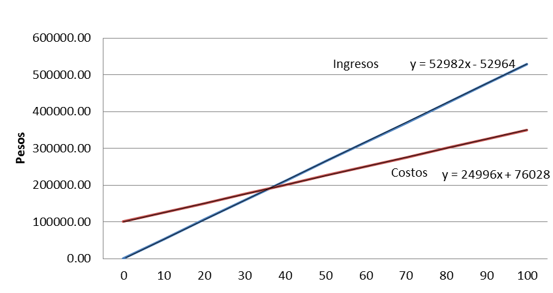 600000.00
500000.00
400000.00
300000.00
200000.00
100000.00
0.00
Pesos
Ingresos y = 52982x - 52964
Costos y = 24996x + 76028
0 10 20 30 40 50 60 70 80 90 100